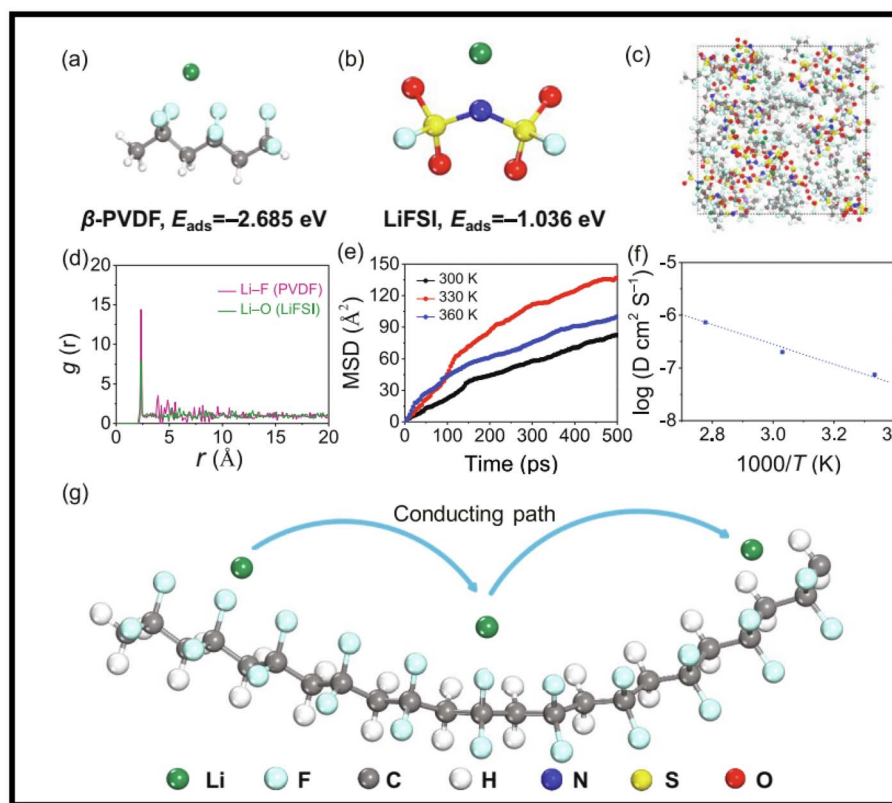 (a)
(b)
(c)
β-PVDF, Eads=−2.685 eV
LiFSI, Eads=−1.036 eV
(d)
20
15
10
5
0
g (r)
Li−F (PVDF)
Li−O (LiFSI)
0 5 10 15 20
r (Å)
(e)
150
120
90
60
30
0
MSD (Å2)
300 K
330 K
360 K
0 100 200 300 400 500
Time (ps)
(f)
-5
-6
-7
-8
log (D cm2 S−1)
2.8 3.0 3.2 3
1000/T (K)
(g)
Conducting path
Li F C H N S O